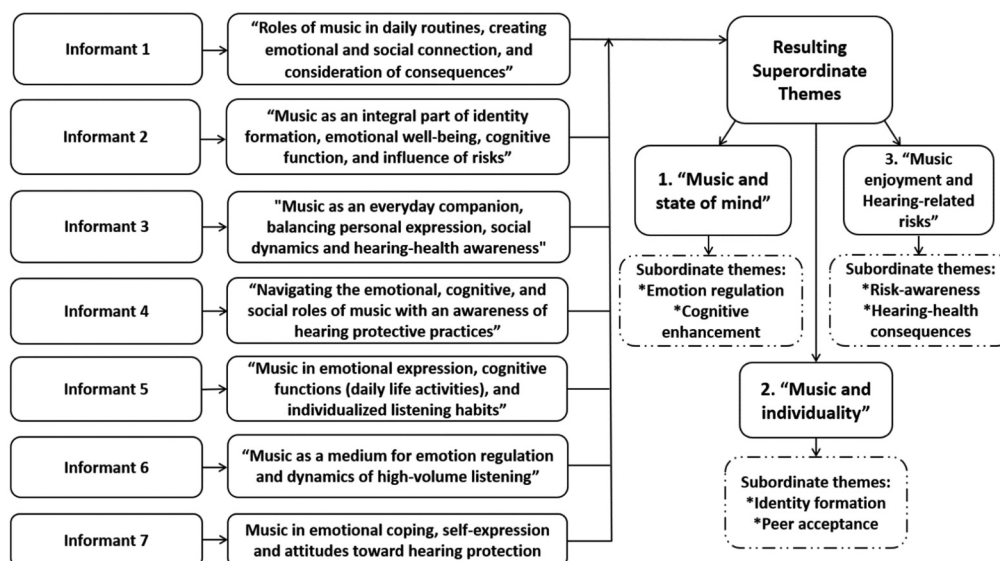 Informant 1
“Roles of music in daily routines, creating
emotional and social connection, and
consideration of consequences”
Informant 2
“Music as an integral part of identity
formation, emotional well-being, cognitive
function, and influence of risks”
Informant 3
"Music as an everyday companion,
balancing personal expression, social
dynamics and hearing-health awareness"
Informant 4
“Navigating the emotional, cognitive, and
social roles of music with an awareness of
hearing protective practices”
Informant 5
“Music in emotional expression, cognitive
functions (daily life activities), and
individualized listening habits”
Informant 6
“Music as a medium for emotion regulation
and dynamics of high-volume listening”
Informant 7
Music in emotional coping, self-expression
and attitudes toward hearing protection
Resulting
Superordinate
Themes
1. “Music and
state of mind”
Subordinate themes:
*Emotion regulation
*Cognitive
enhancement
3. “Music
enjoyment and
Hearing-related
risks”
Subordinate themes:
*Risk-awareness
*Hearing-health
consequences
2. “Music and
individuality”
Subordinate themes:
*Identity formation
*Peer acceptance